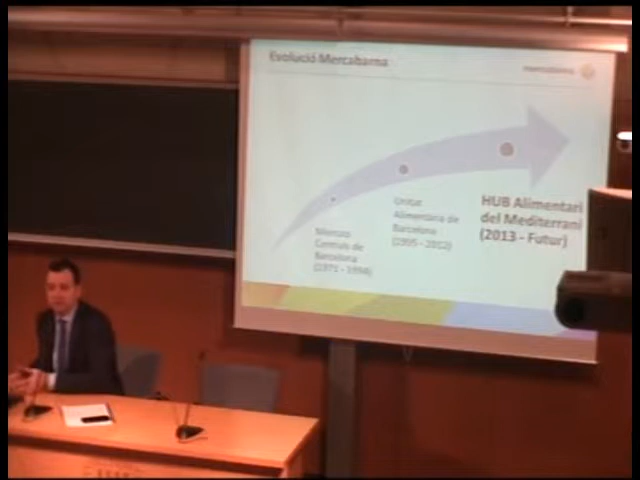 Evolució Mercabarna
mercabarna
HUB Alimentari
del Mediterrani
(2013 - Futur)
Unitat
Alimentària de
Barcelona
(1995 - 2012)
Mercats
Centrals de
Barcelona
(1971 - 1994)